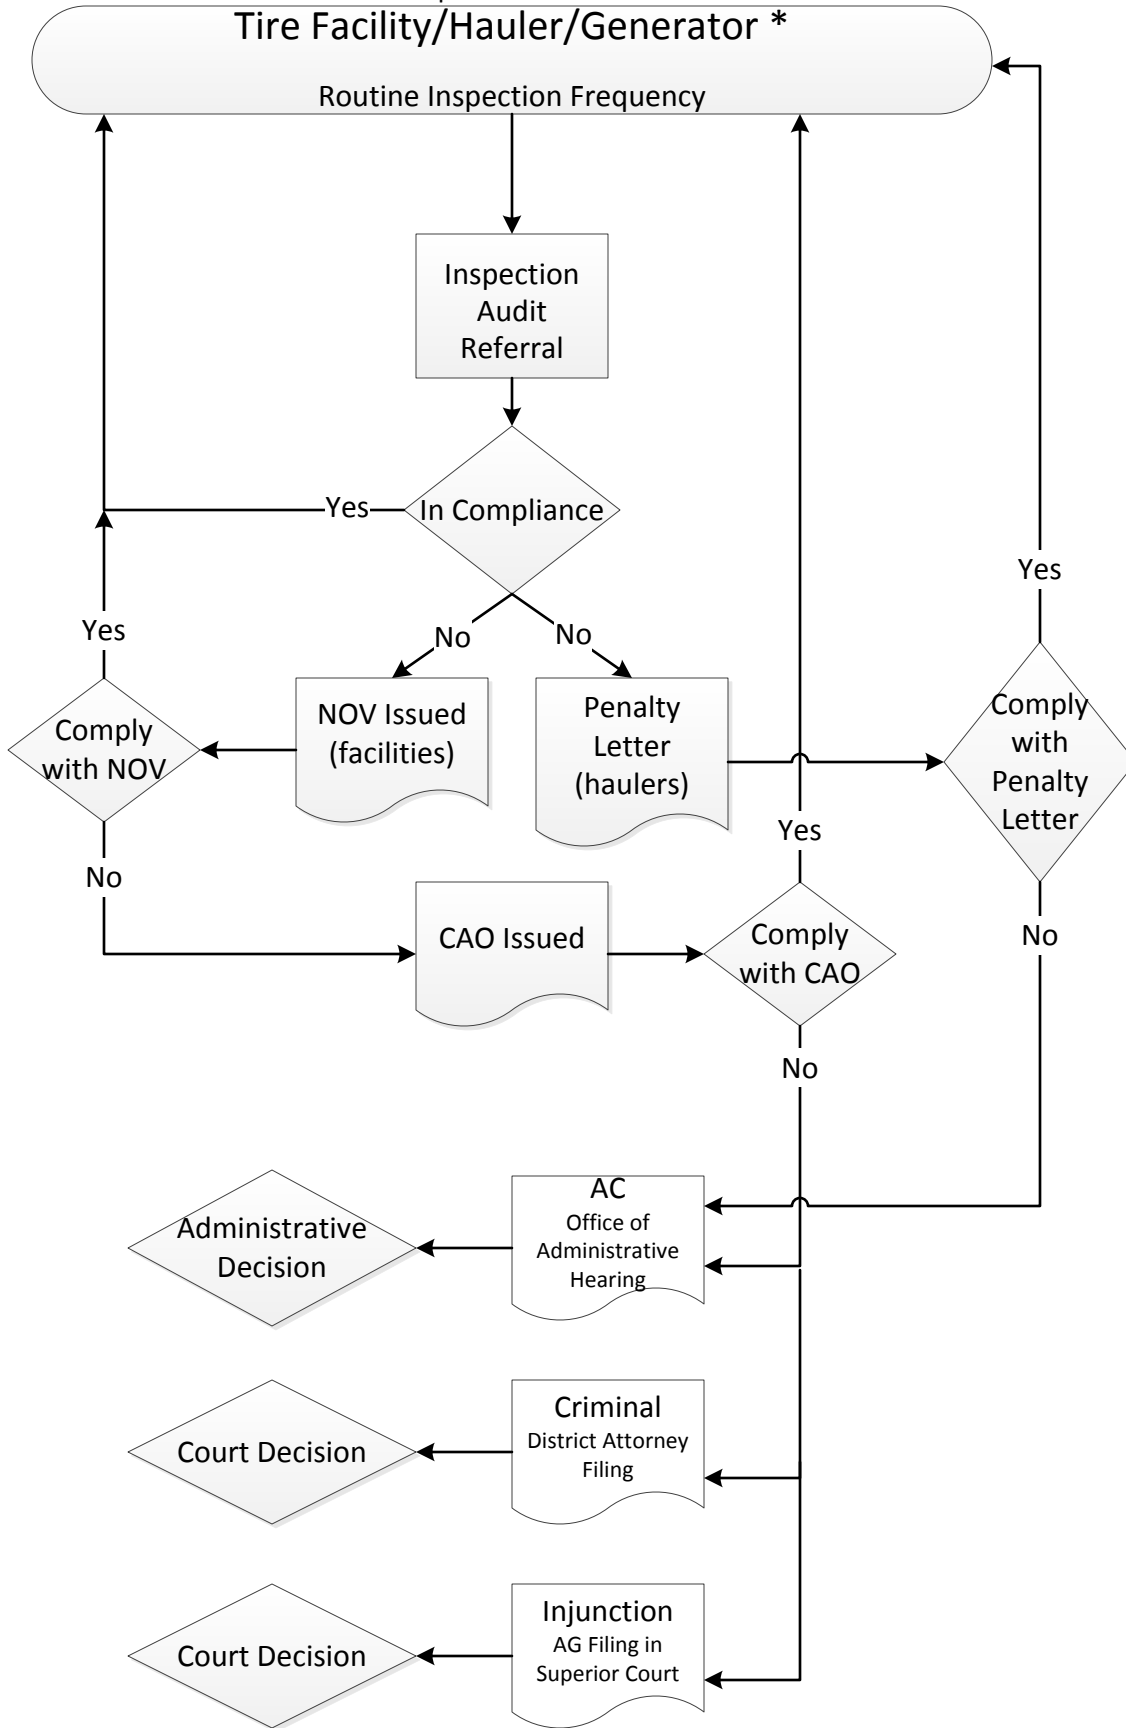 Tire Facility/Hauler/Generator *
Routine Inspection Frequency
Inspection
Audit
Referral
Yes
In Compliance
Yes
Yes
No
No
Comply
with NOV
NOV Issued
(facilities)
Penalty
Letter
(haulers)
Comply
with
Penalty
Letter
Yes
No
CAO Issued
Comply
with CAO
No
No
AC
Office of
Administrative
Hearing
Administrative
Decision
Criminal
District Attorney
Filing
Court Decision
Injunction
AG Filing in
Superior Court
Court Decision